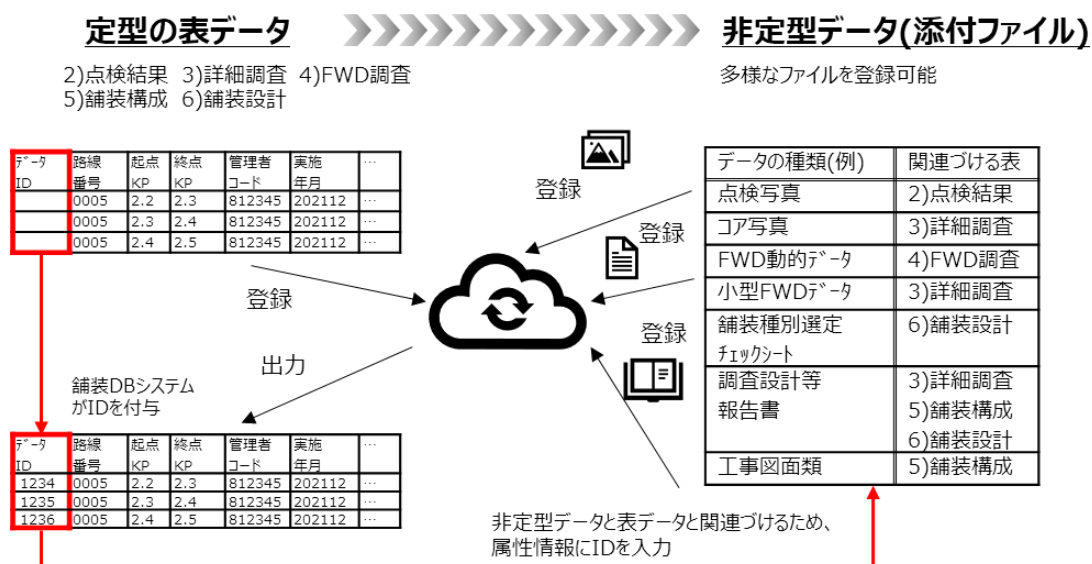 定型の表データ
非定型データ(添付ファイル)
2)点検結果 3)詳細調査 4)FWD調査
5)舗装構成 6)舗装設計
多様なファイルを登録可能
ﾃﾞｰﾀ 路線 起点 終点 管理者 実施 …
ID 番号 KP KP コード 年月
0005 2.2 2.3 812345 202112 …
0005 2.3 2.4 812345 202112 …
0005 2.4 2.5 812345 202112 …
登録
登録
登録
登録
出力
舗装DBシステム
がIDを付与
ﾃﾞｰﾀ 路線 起点 終点 管理者 実施 …
ID 番号 KP KP コード 年月
1234 0005 2.2 2.3 812345 202112 …
1235 0005 2.3 2.4 812345 202112 …
1236 0005 2.4 2.5 812345 202112 …
データの種類(例) 関連づける表
点検写真 2)点検結果
コア写真 3)詳細調査
FWD動的ﾃﾞｰﾀ 4)FWD調査
小型FWDﾃﾞｰﾀ 3)詳細調査
舗装種別選定 6)舗装設計
ﾁｪｯｸｼｰﾄ
調査設計等 3)詳細調査
報告書 5)舗装構成
6)舗装設計
工事図面類 5)舗装構成
非定型データと表データと関連づけるため、
属性情報にIDを入力